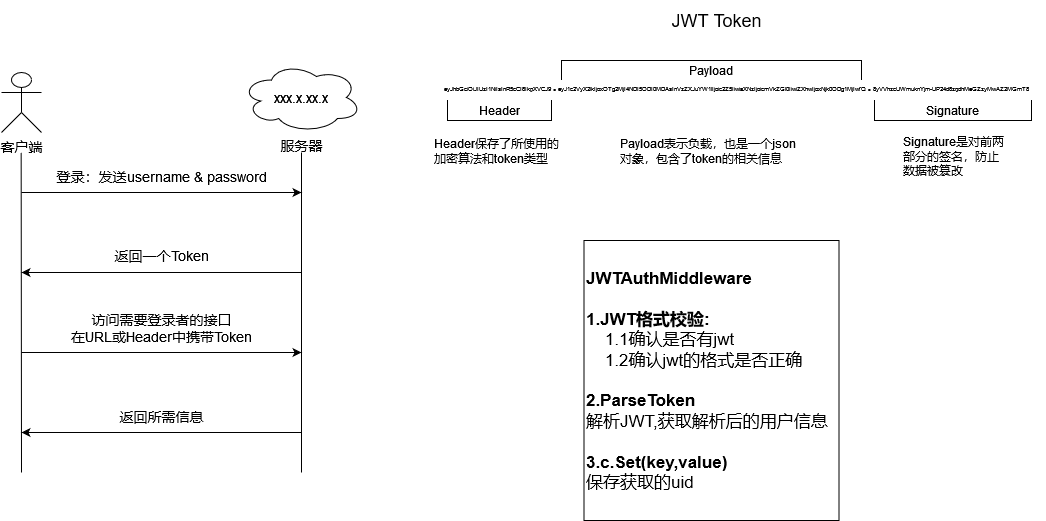 JWT Token
Payload
Header
Signature
Header保存了所使用的
加密算法和token类型
Payload表示负载，也是一个json
对象，包含了token的相关信息
Signature是对前两
部分的签名，防止
数据被篡改
XXX.X.XX.X
客户端
服务器
登录：发送username & password
返回一个Token
访问需要登录者的接口
在URL或Header中携带Token
返回所需信息
JWTAuthMiddleware
1.JWT格式校验:
1.1确认是否有jwt
1.2确认jwt的格式是否正确
2.ParseToken
解析JWT,获取解析后的用户信息
3.c.Set(key,value)
保存获取的uid